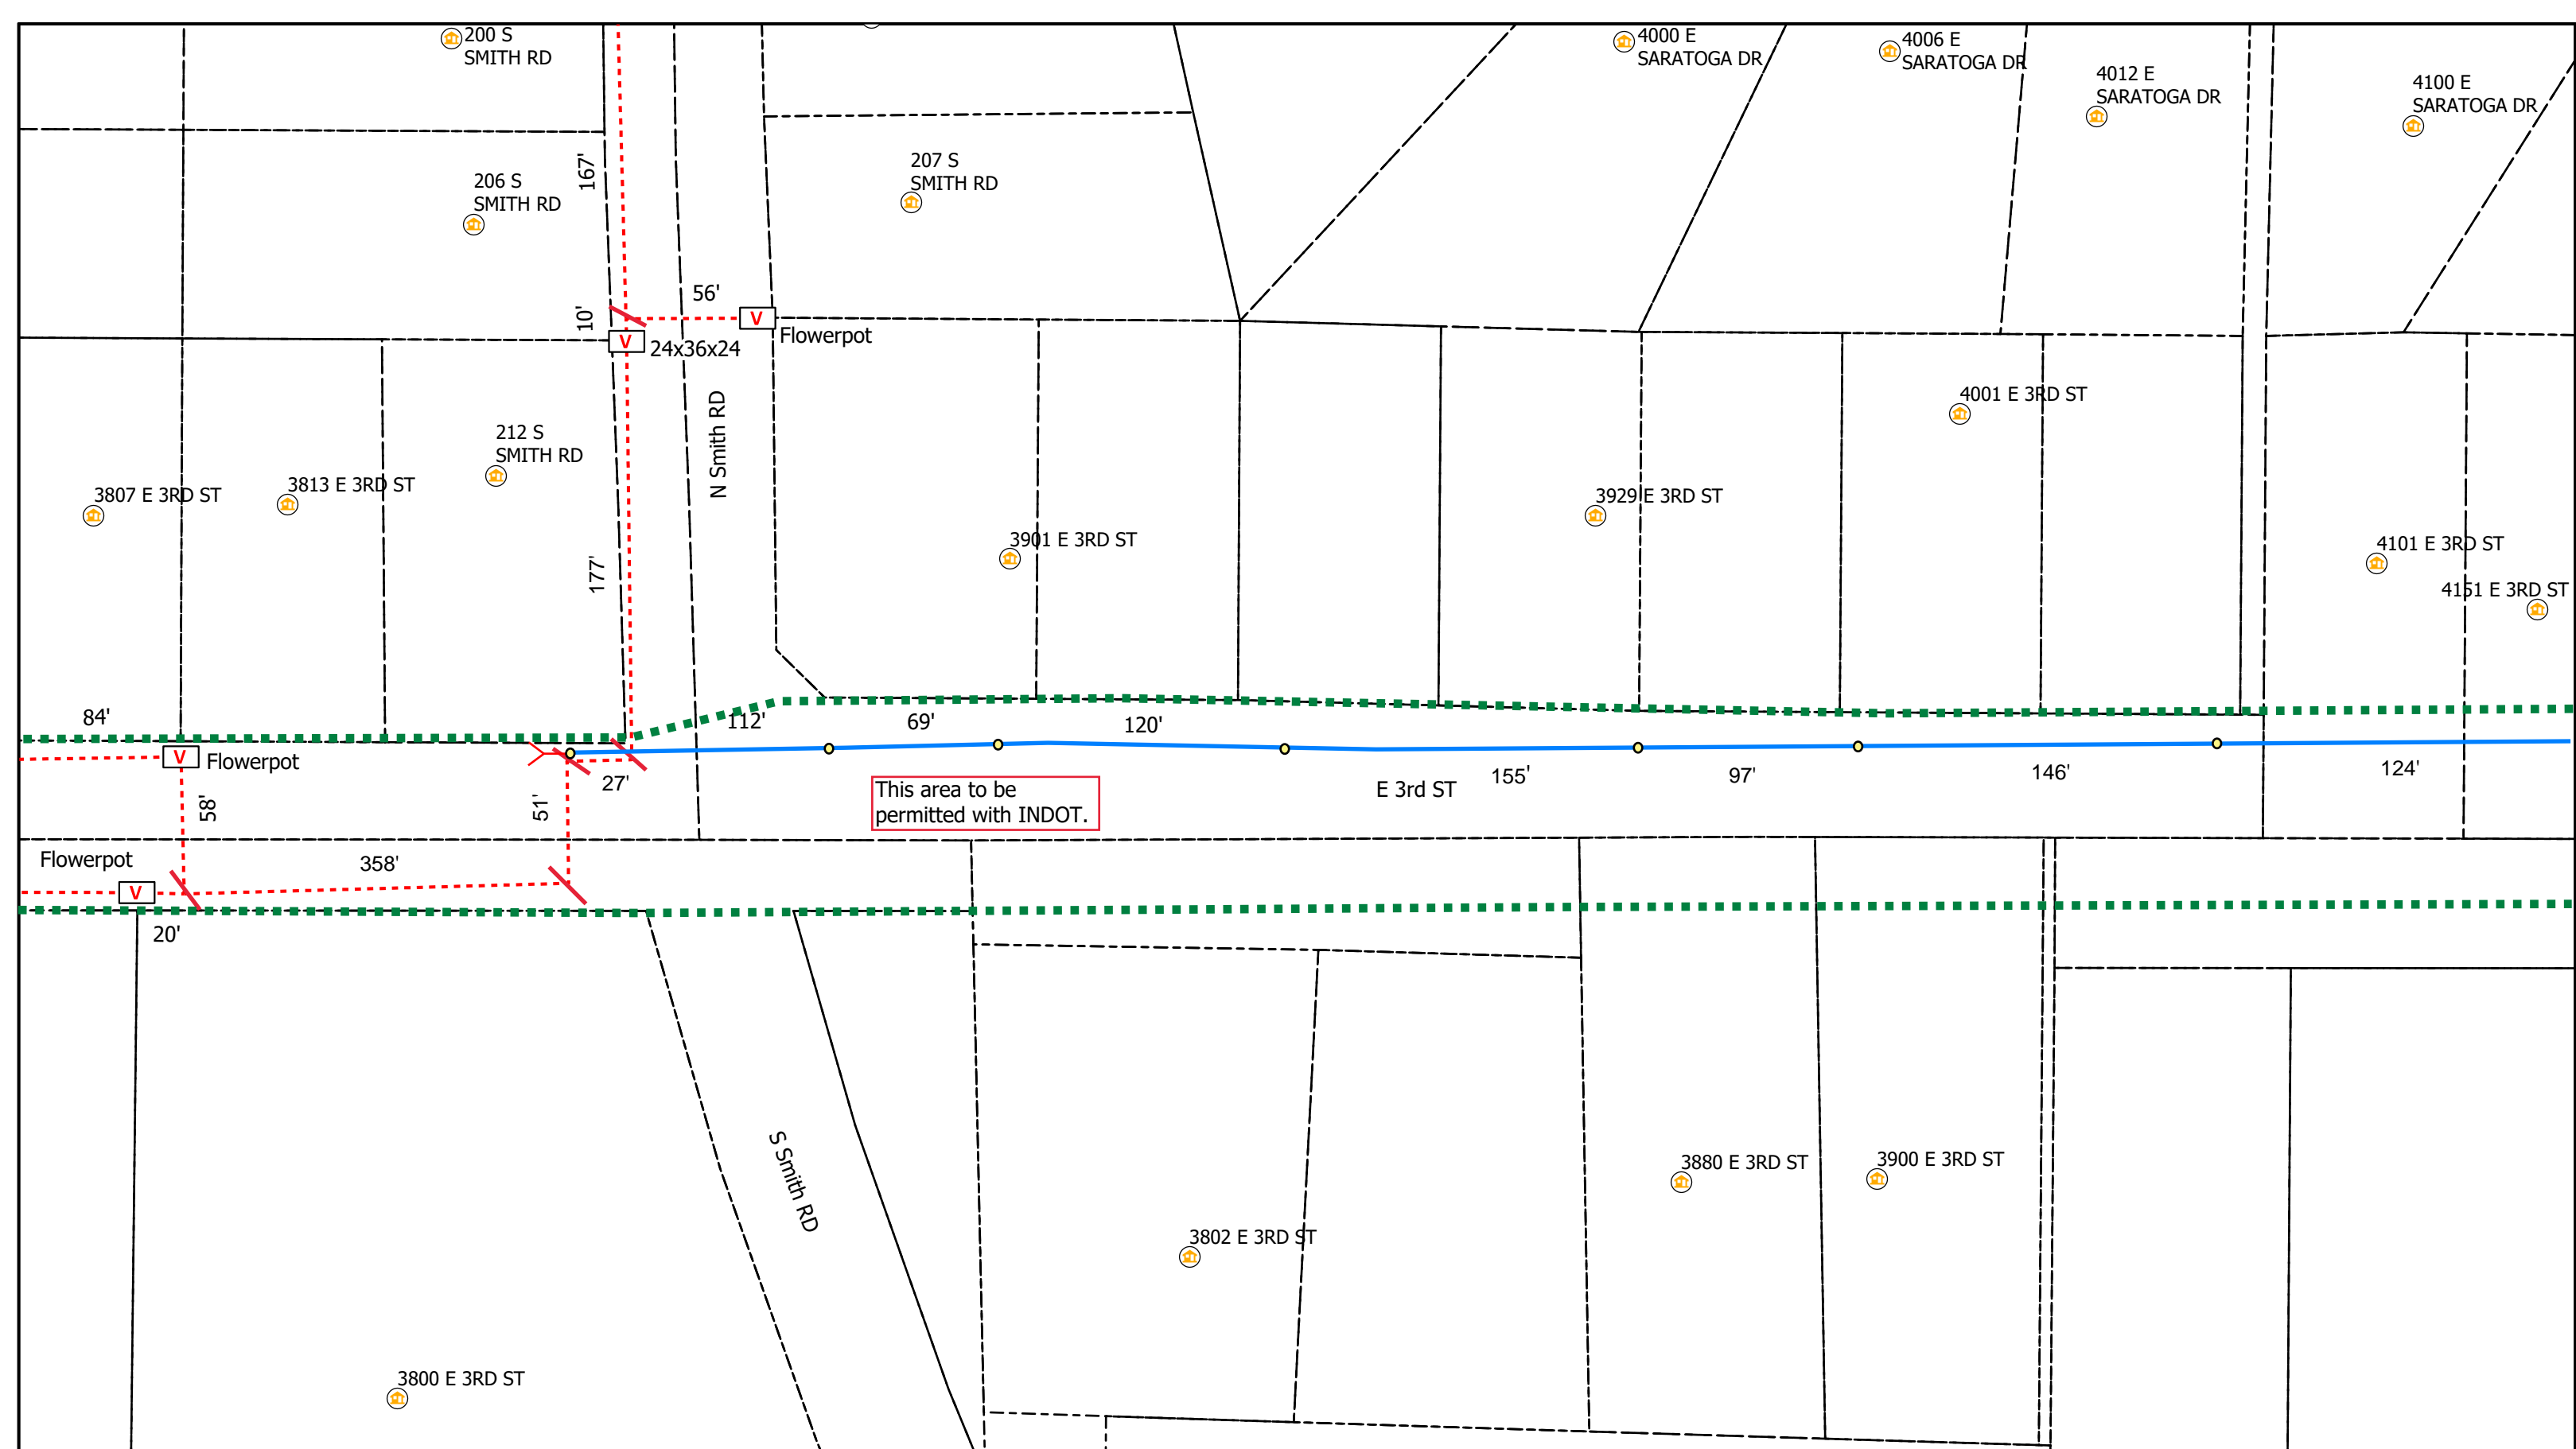 200 S
SMITH RD
4000 E
SARATOGA DR
4006 E
SARATOGA DR
4012 E
SARATOGA DR
4100 E
SARATOGA DR
167'
206 S
SMITH RD
207 S
SMITH RD
56'
10'
V
Flowerpot
V
24x36x24
N Smith RD
4001 E 3RD ST
212 S
SMITH RD
3807 E 3RD ST
3813 E 3RD ST
3929 E 3RD ST
3901 E 3RD ST
4101 E 3RD ST
177'
4151 E 3RD ST
84'
112'
69'
120'
V
Flowerpot
27'
155'
97'
146'
124'
58'
51'
This area to be
permitted with INDOT.
E 3rd ST
Flowerpot
358'
V
20'
S Smith RD
3880 E 3RD ST
3900 E 3RD ST
3802 E 3RD ST
3800 E 3RD ST